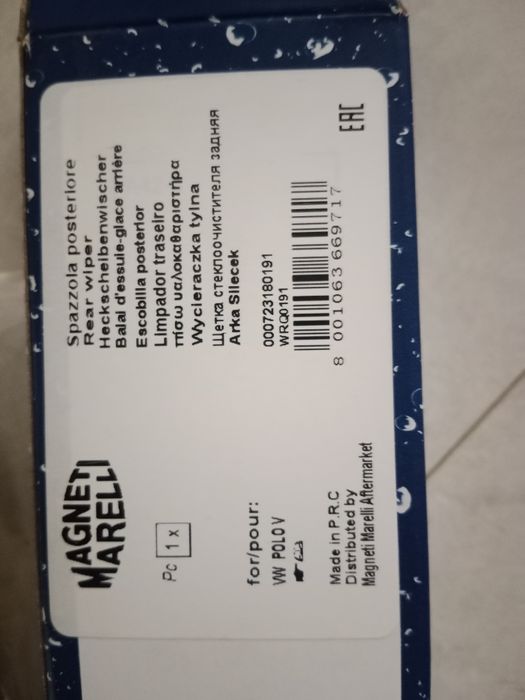 MAGNETI
MARELLI
Pc 1 x
for/pour:
VW POLO V
Made in P.R.C
Distributed by
Magneti Marelli Aftermarket
Spazzola posteriore
Rear wiper
Heckscheibenwischer
Balai d'essuie-glace arrière
Escobilla posterior
Limpador traseiro
πίσω υαλοκαθαριστήρα
Wycieraczka tylna
Щетка стеклоочистителя задняя
Arka Silecek
000723180191
WRQ0191
8 001063 669717
EAC